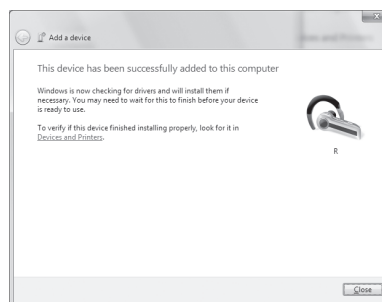 Add a device
This device has been successfully added to this computer
Windows is now checking for drivers and will install them if
necessary. You may need to wait for this to finish before your device
is ready to use.
To verify if this device finished installing properly, look for it in
Devices and Printers.
R
Close